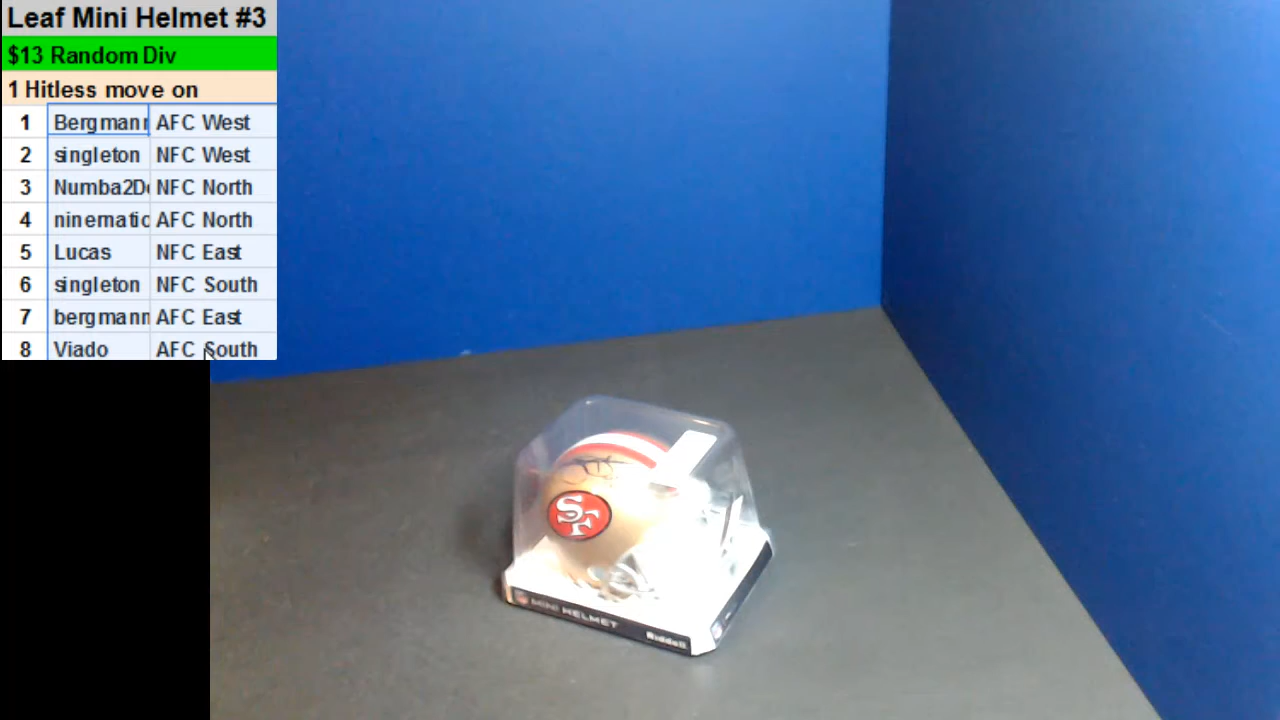 Leaf Mini Helmet #3
$13 Random Div
1 Hitless move on
1 Bergmann AFC West
2 singleton NFC West
3 Numba2D NFC North
4 ninernatio AFC North
5 Lucas NFC East
6 singleton NFC South
7 bergmann AFC East
8 Viado AFC South
SF
MINI HELMET Riddell